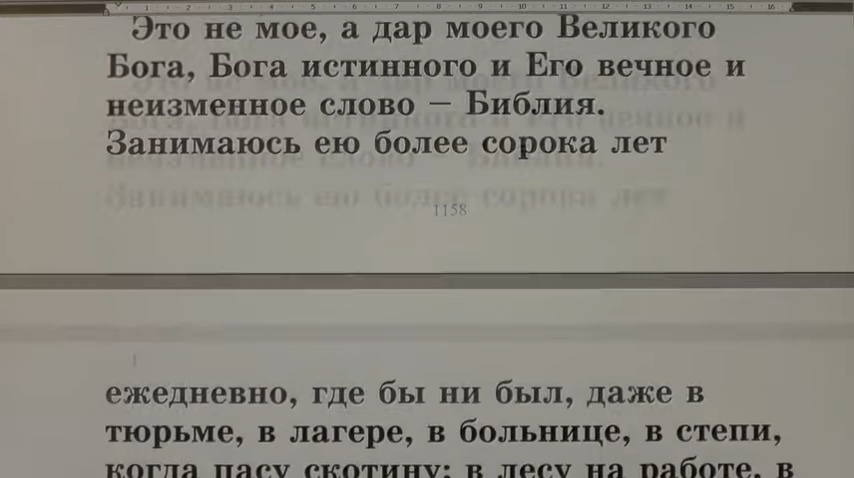 Это не мое, а дар моего Великого
Бога, Бога истинного и Его вечное и
неизменное слово – Библия.
Занимаюсь ею более сорока лет
1158
ежедневно, где бы ни был, даже в
тюрьме, в лагере, в больнице, в степи,
когда пасу скотину; в лесу на работе, в